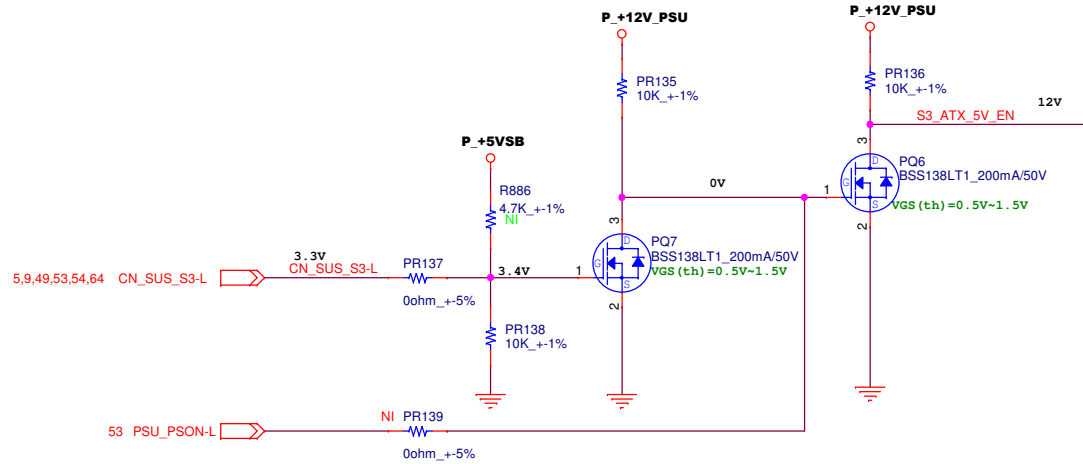 P_+12V_PSU
P_+12V_PSU
PR135
10K_+-1%
PR136
10K_+-1%
12V
S3_ATX_5V_EN
P_+5VSB
3
D
G
S
1
2
PQ6
BSS138LT1_200mA/50V
VGS(th)=0.5V~1.5V
0V
R886
4.7K_+-1%
NI
3
D
G
S
1
2
PQ7
BSS138LT1_200mA/50V
VGS(th)=0.5V~1.5V
5,9,49,53,54,64 CN_SUS_S3-L
3.3V
CN_SUS_S3-L
PR137
0ohm_+-5%
3.4V
PR138
10K_+-1%
53 PSU_PSON-L
NI PR139
0ohm_+-5%